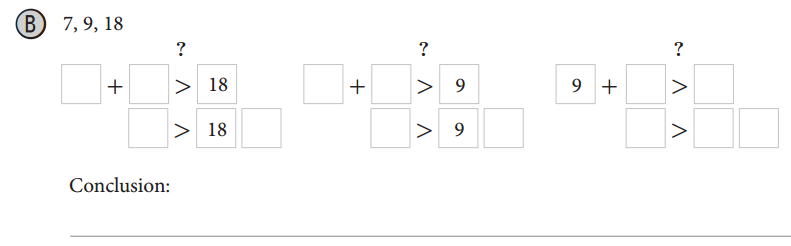 B 7, 9, 18
? ? ?
+ > 18 + > 9 9 + >
> 18 > 9 >
Conclusion: